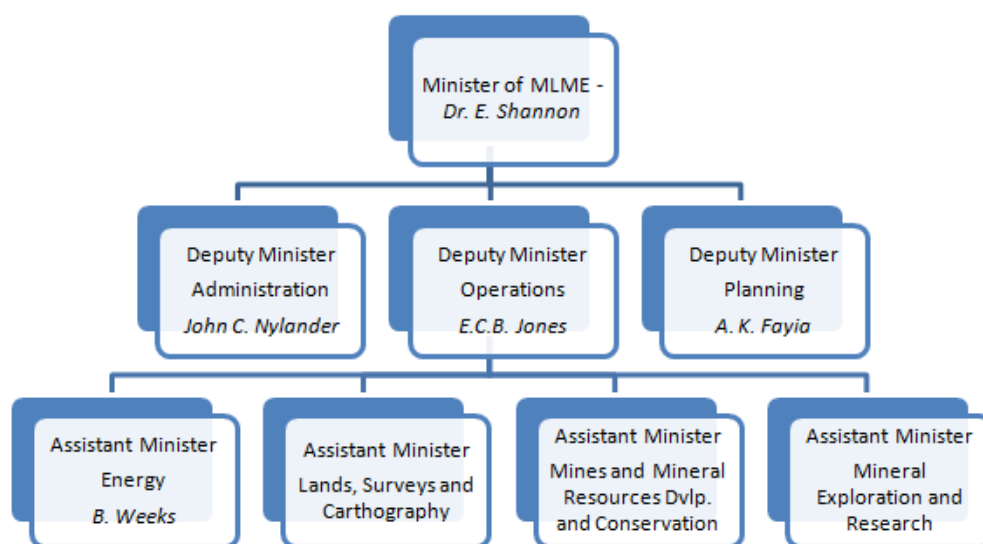 Minister of MLME -
Dr. E. Shannon
Deputy Minister
Administration
John C. Nylander
Deputy Minister
Operations
E.C.B. Jones
Deputy Minister
Planning
A. K. Fayia
Assistant Minister
Energy
B. Weeks
Assistant Minister
Lands, Surveys and
Carthography
Assistant Minister
Mines and Mineral
Resources Dvlp.
and Conservation
Assistant Minister
Mineral
Exploration and
Research